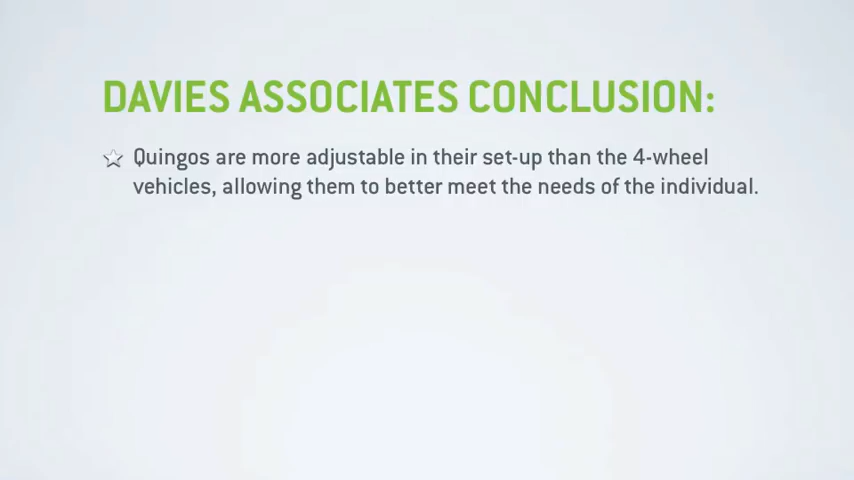 DAVIES ASSOCIATES CONCLUSION:
Quingos are more adjustable in their set-up than the 4-wheel
vehicles, allowing them to better meet the needs of the individual.